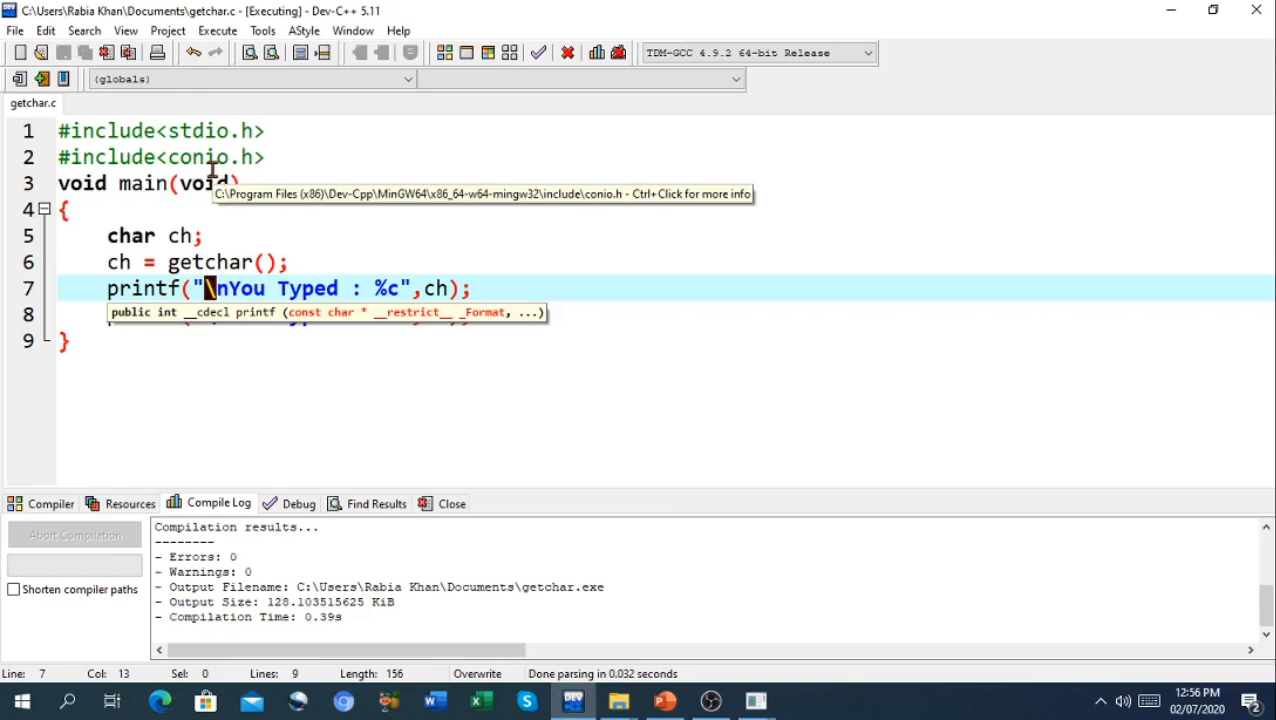 C:\Users\Rabia Khan\Documents\getchar.c - [Executing] - Dev-C++ 5.11
File Edit Search View Project Execute Tools AStyle Window Help
TDM-GCC 4.9.2 64-bit Release
(globals)
getchar.c
1 #include<stdio.h>
2 #include<conio.h>
3 void main(void)
C:\Program Files (x86)\Dev-Cpp\MinGW64\x86_64-w64-mingw32\include\conio.h - Ctrl+Click for more info
4 {
5 char ch;
6 ch = getchar();
7 printf("\nYou Typed : %c",ch);
public int __cdecl printf (const char * __restrict__ _Format, ...)
8
9 }
Compiler Resources Compile Log Debug Find Results Close
Abort Compilation
Shorten compiler paths
Compilation results...
--------
- Errors: 0
- Warnings: 0
- Output Filename: C:\Users\Rabia Khan\Documents\getchar.exe
- Output Size: 128.103515625 KiB
- Compilation Time: 0.39s
Line: 7 Col: 13 Sel: 0 Lines: 9 Length: 156 Overwrite Done parsing in 0.032 seconds
DEV
12:56 PM
02/07/2020
2